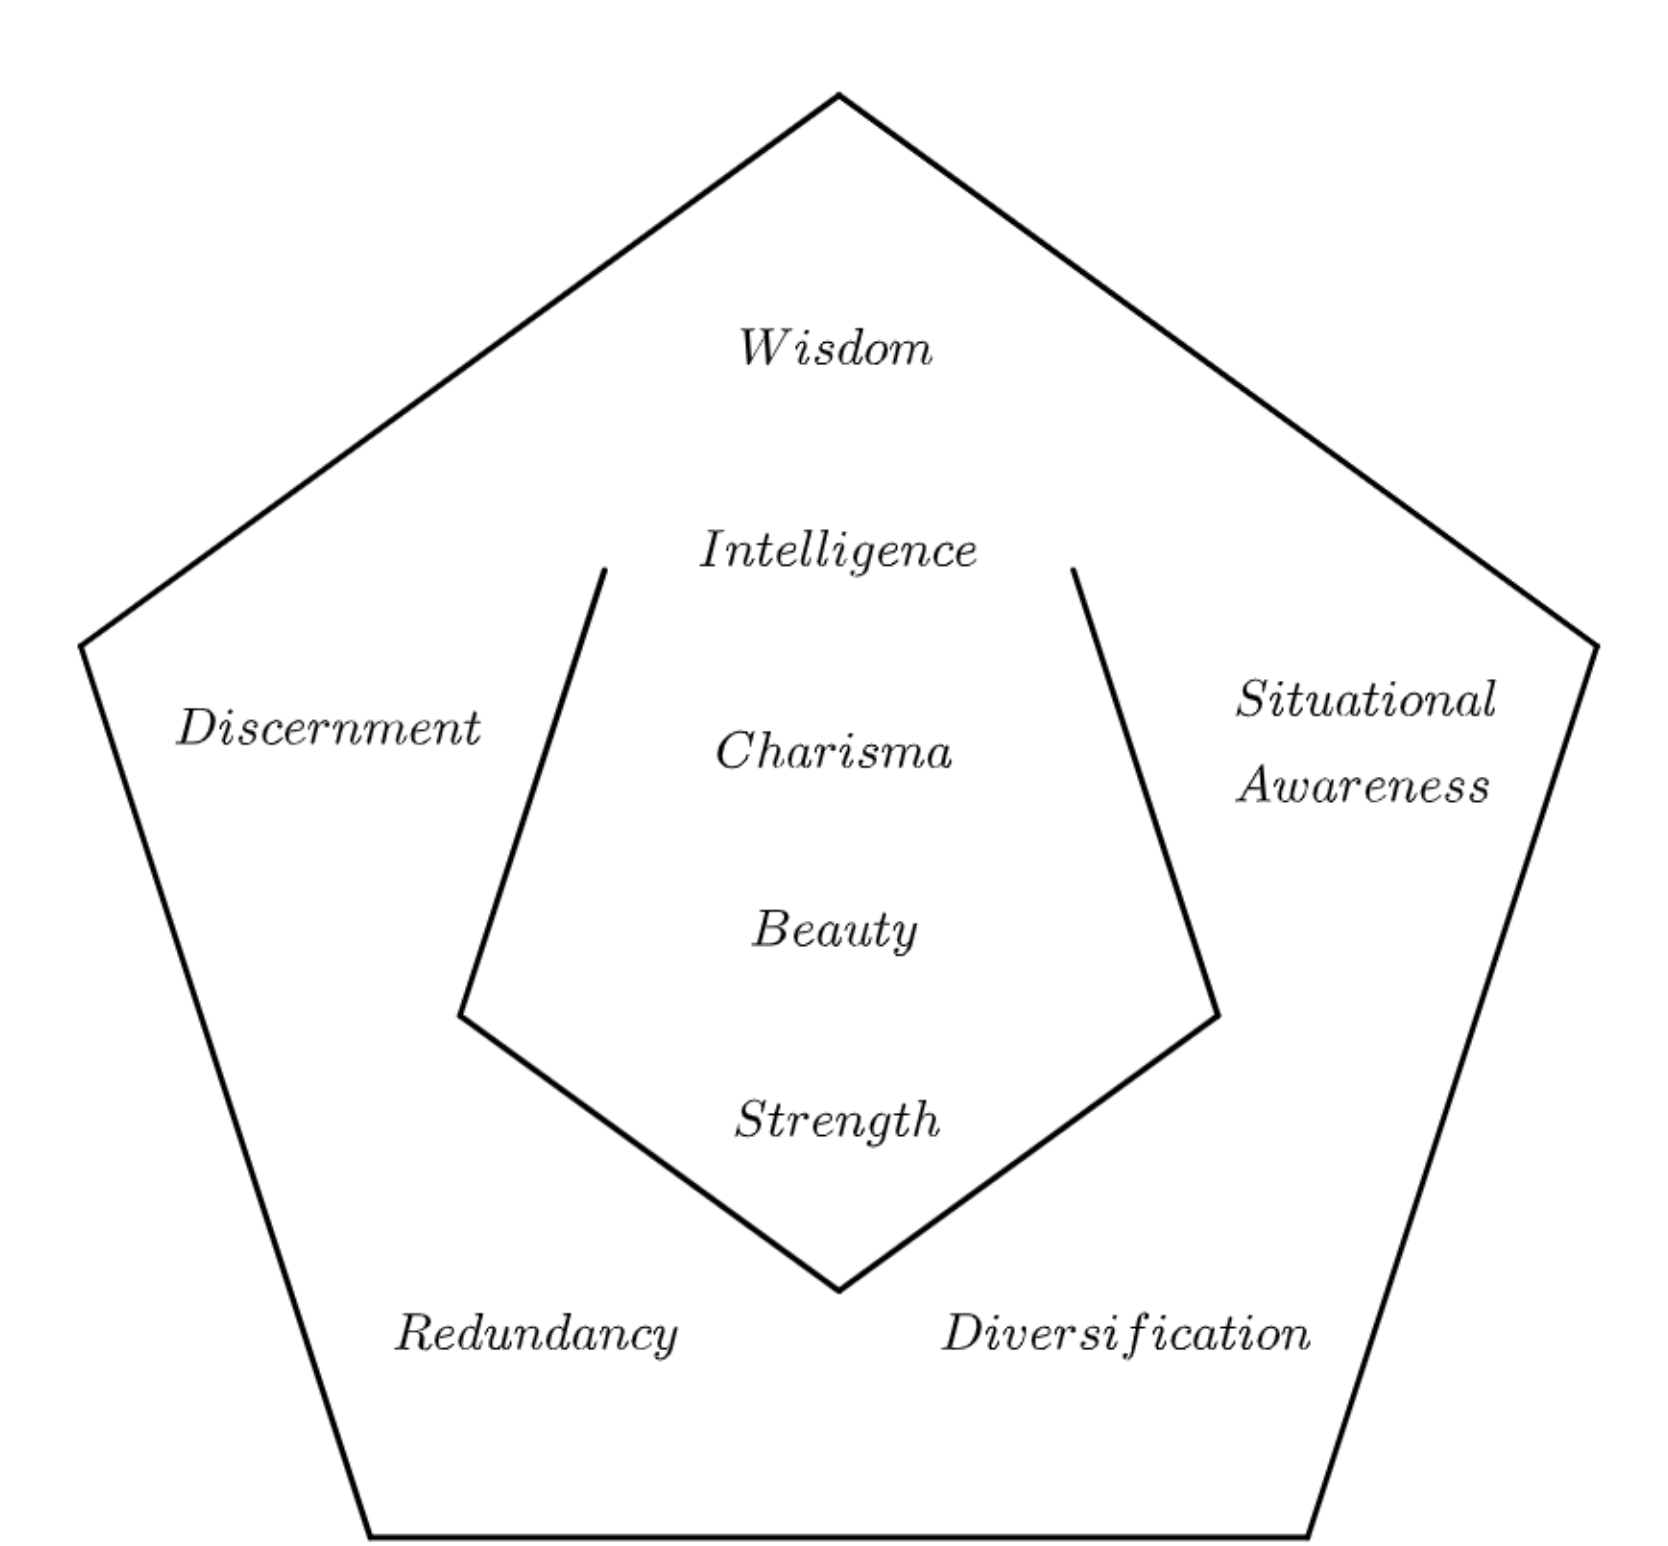 Wisdom
Intelligence
Discernment
Situational
Awareness
Charisma
Beauty
Strength
Redundancy
Diversification